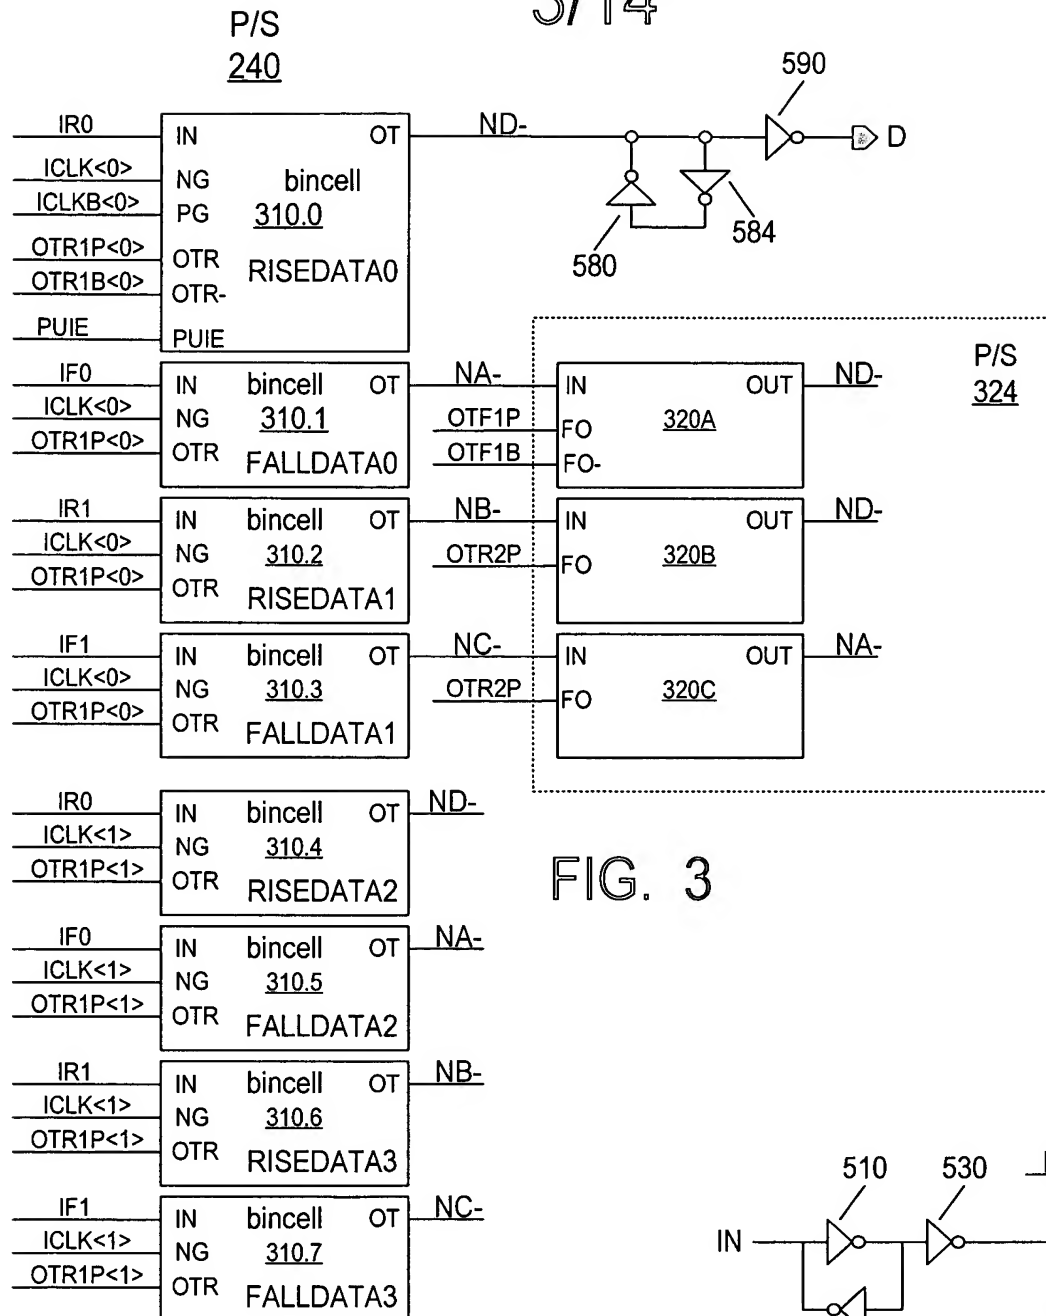 3/14
P/S
240
IR0
ICLK<0>
ICLKB<0>
OTR1P<0>
OTR1B<0>
PUIE
IN OT
NG bincell
PG 310.0
OTR RISEDATA0
OTR-
PUIE
ND-
590
D
580
584
IF0
ICLK<0>
OTR1P<0>
IN bincell OT
NG 310.1
OTR FALLDATA0
NA-
OTF1P
OTF1B
IN OUT
FO 320A
FO-
ND-
P/S
324
IR1
ICLK<0>
OTR1P<0>
IN bincell OT
NG 310.2
OTR RISEDATA1
NB-
OTR2P
IN OUT
FO 320B
ND-
IF1
ICLK<0>
OTR1P<0>
IN bincell OT
NG 310.3
OTR FALLDATA1
NC-
OTR2P
IN OUT
FO 320C
NA-
IR0
ICLK<1>
OTR1P<1>
IN bincell OT
NG 310.4
OTR RISEDATA2
ND-
FIG. 3
IF0
ICLK<1>
OTR1P<1>
IN bincell OT
NG 310.5
OTR FALLDATA2
NA-
IR1
ICLK<1>
OTR1P<1>
IN bincell OT
NG 310.6
OTR RISEDATA3
NB-
IF1
ICLK<1>
OTR1P<1>
IN bincell OT
NG 310.7
OTR FALLDATA3
NC-
510
530
IN